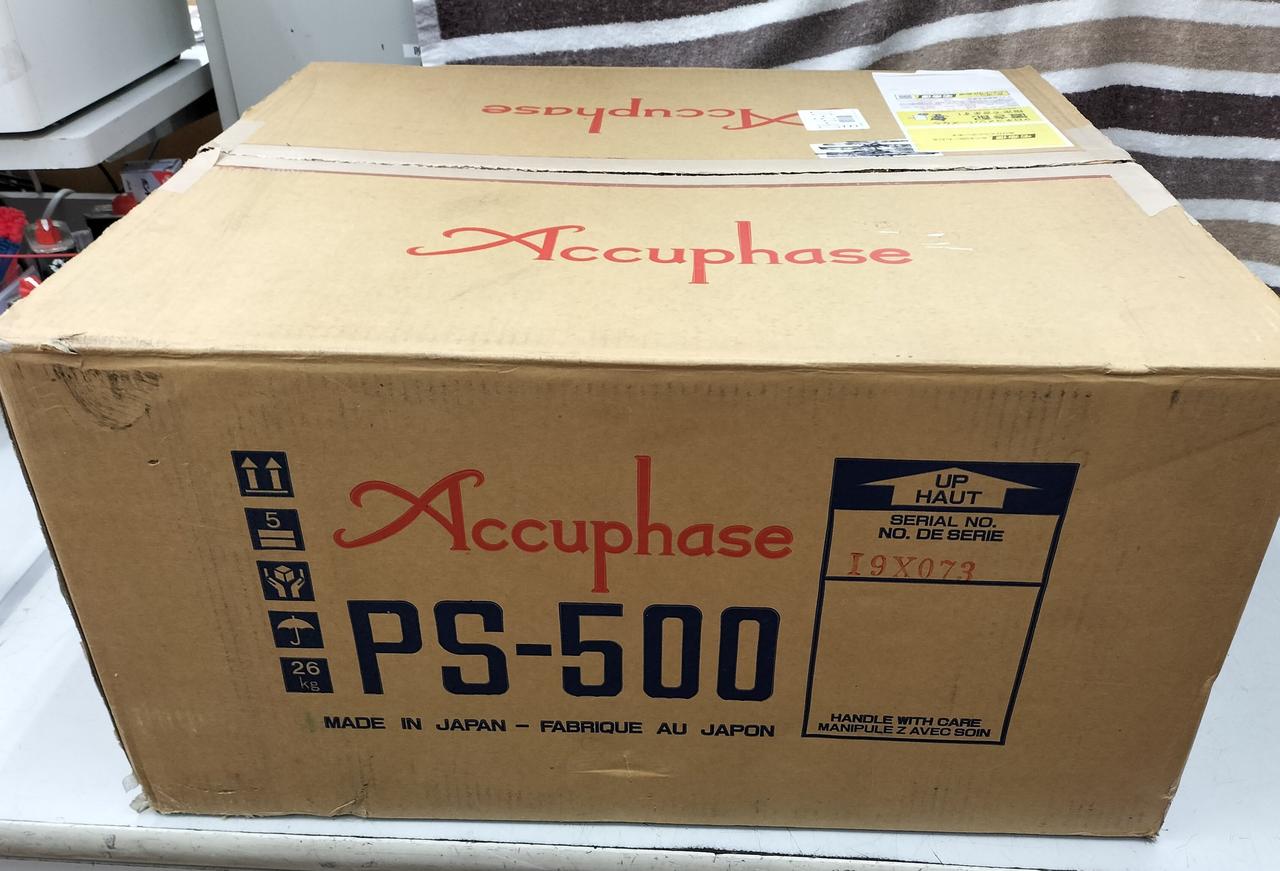 Accuphase
Accuphase
Accuphase
PS-500
MADE IN JAPAN – FABRIQUE AU JAPON
5
26
kg
UP
HAUT
SERIAL NO.
NO. DE SERIE
I9X073
HANDLE WITH CARE
MANIPULE Z AVEC SOIN